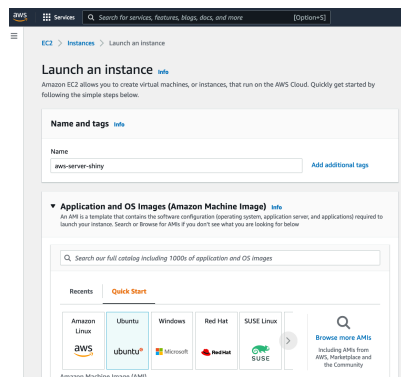 aws
Services
Search for services, features, blogs, docs, and more
[Option+S]
EC2 > Instances > Launch an instance
Launch an instance Info
Amazon EC2 allows you to create virtual machines, or instances, that run on the AWS Cloud. Quickly get started by
following the simple steps below.
Name and tags Info
Name
aws-server-shiny
Add additional tags
Application and OS Images (Amazon Machine Image) Info
An AMI is a template that contains the software configuration (operating system, application server, and applications) required to
launch your instance. Search or Browse for AMIs if you don't see what you are looking for below
Search our full catalog including 1000s of application and OS images
Recents
Quick Start
Amazon
Linux
aws
Ubuntu
ubuntu
Windows
Microsoft
Red Hat
Red Hat
SUSE Linux
SUSE
Browse more AMIs
Including AMIs from
AWS, Marketplace and
the Community
Amazon Machine Image (AMI)